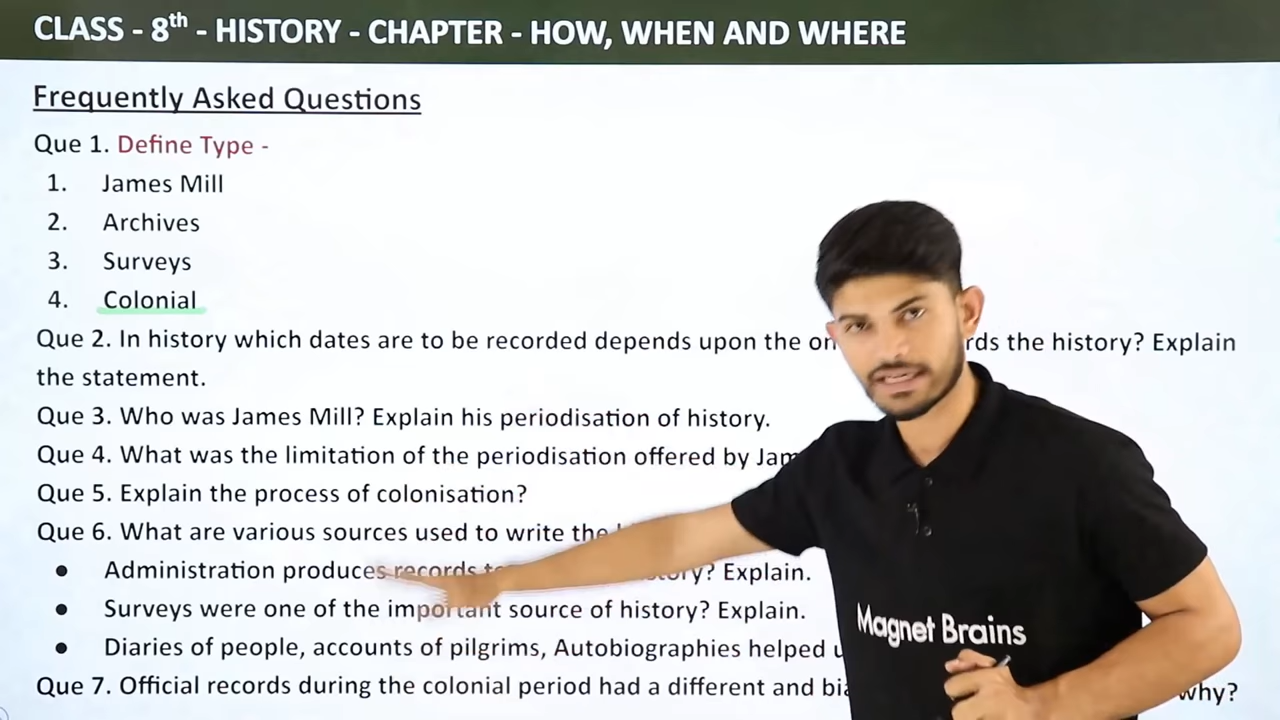 CLASS - 8th - HISTORY - CHAPTER - HOW, WHEN AND WHERE
Frequently Asked Questions
Que 1. Define Type -
1. James Mill
2. Archives
3. Surveys
4. Colonial
Que 2. In history which dates are to be recorded depends upon the the history? Explain
the statement.
Que 3. Who was James Mill? Explain his periodisation of history.
Que 4. What was the limitation of the periodisation offered by
Que 5. Explain the process of colonisation?
Que 6. What are various sources used to write the
Administration produces records Explain.
Surveys were one of the important source of history? Explain.
Diaries of people, accounts of pilgrims, Autobiographies helped
Que 7. Official records during the colonial period had a different and why?
Magnet Brains